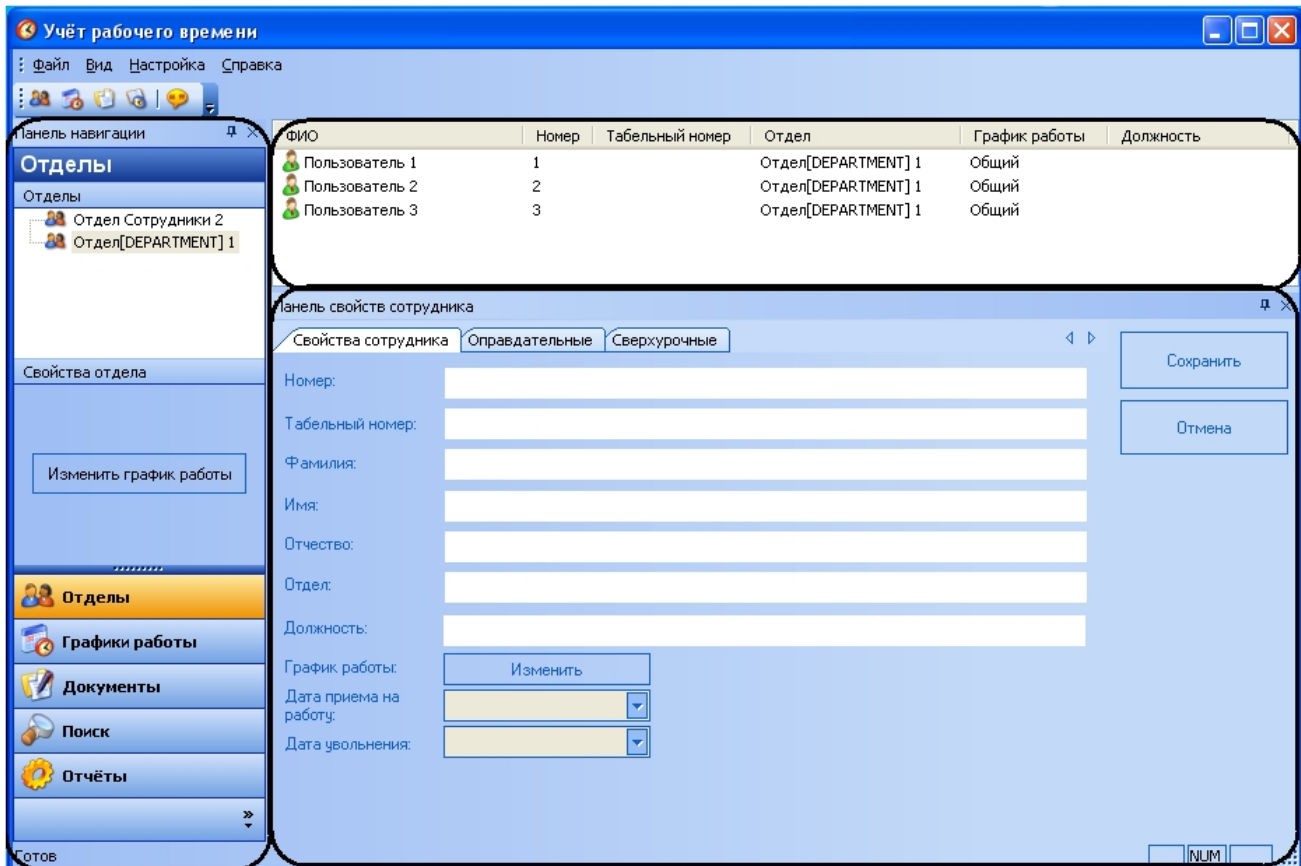 Учёт рабочего времени
Файл Вид Настройка Справка
Панель навигации
Отделы
Отделы
Отдел Сотрудники 2
Отдел[DEPARTMENT] 1
Свойства отдела
Изменить график работы
Отделы
Графики работы
Документы
Поиск
Отчёты
Готов
ФИО Номер Табельный номер Отдел График работы Должность
Пользователь 1 1 Отдел[DEPARTMENT] 1 Общий
Пользователь 2 2 Отдел[DEPARTMENT] 1 Общий
Пользователь 3 3 Отдел[DEPARTMENT] 1 Общий
Панель свойств сотрудника
Свойства сотрудника Оправдательные Сверхурочные
Номер:
Табельный номер:
Фамилия:
Имя:
Отчество:
Отдел:
Должность:
График работы: Изменить
Дата приема на
работу:
Дата увольнения:
Сохранить
Отмена
NUM